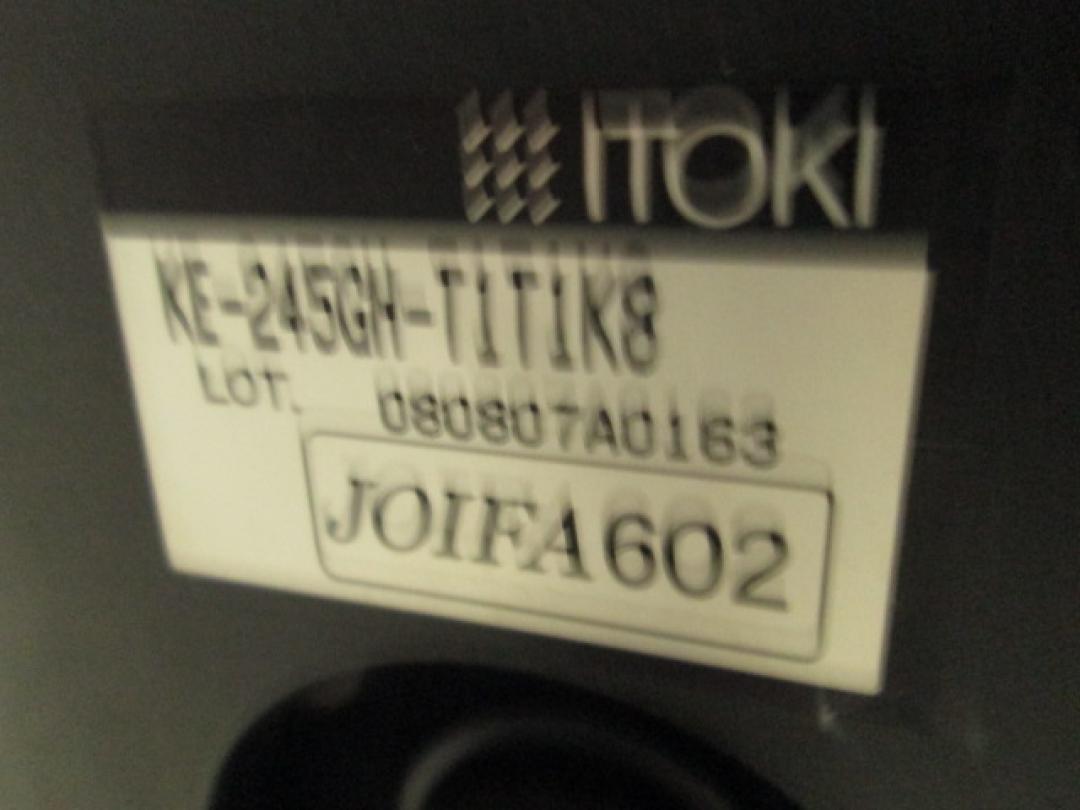 ITOKI
KE-245GH-T1T1K8
LOT. 080807A0163
JOIFA602